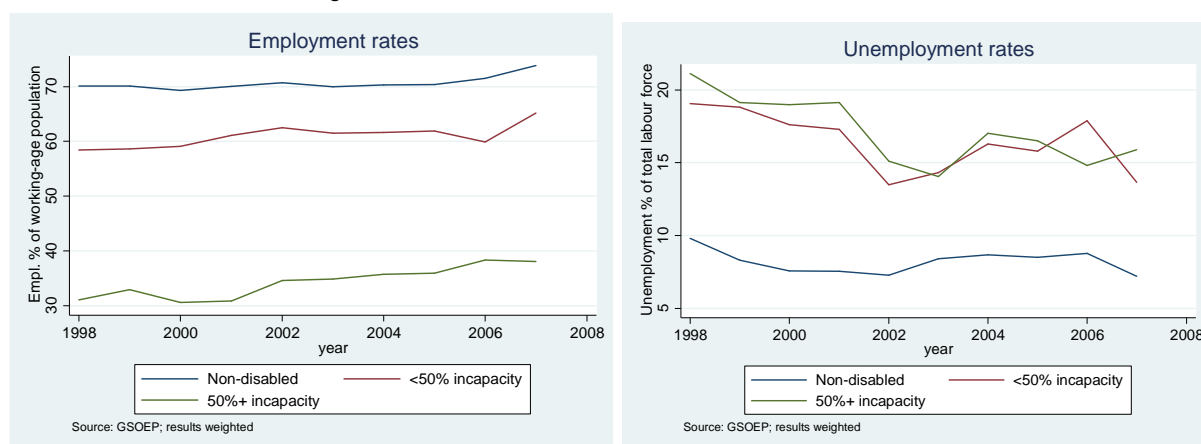 Employment rates
Empl. % of working-age population
70
60
50
40
30
1998 2000 2002 2004 2006 2008
year
Non-disabled <50% incapacity
50%+ incapacity
Source: GSOEP; results weighted
Unemployment rates
Unemployment % of total labour force
20
15
10
5
1998 2000 2002 2004 2006 2008
year
Non-disabled <50% incapacity
50%+ incapacity
Source: GSOEP; results weighted